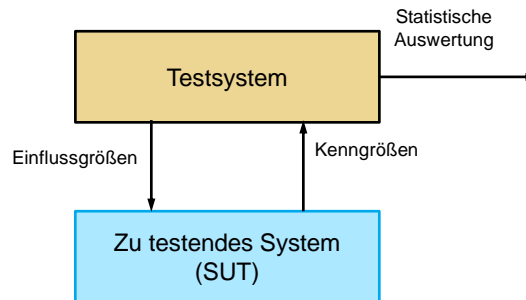 Statistische
Auswertung
Testsystem
Einflussgrößen
Kenngrößen
Zu testendes System
(SUT)